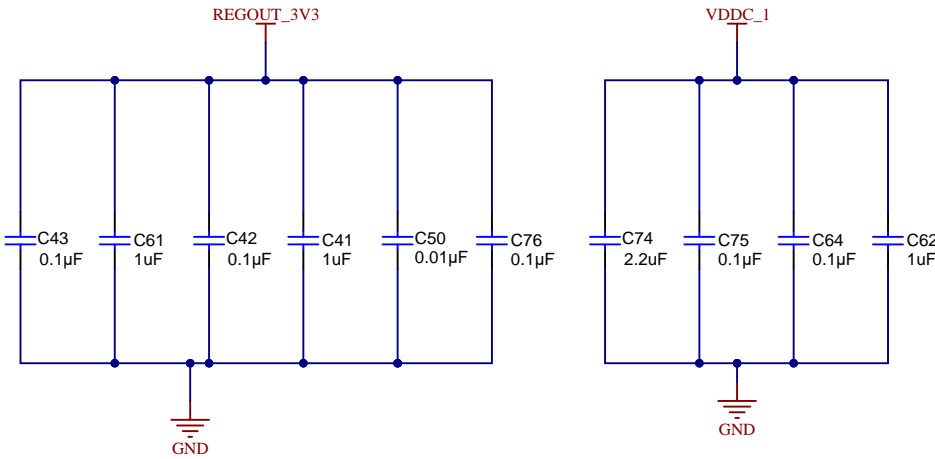 REGOUT_3V3
VDDC_1
C43
0.1µF
C61
1uF
C42
0.1µF
C41
1uF
C50
0.01µF
C76
0.1µF
C74
2.2uF
C75
0.1µF
C64
0.1µF
C62
1uF
GND
GND